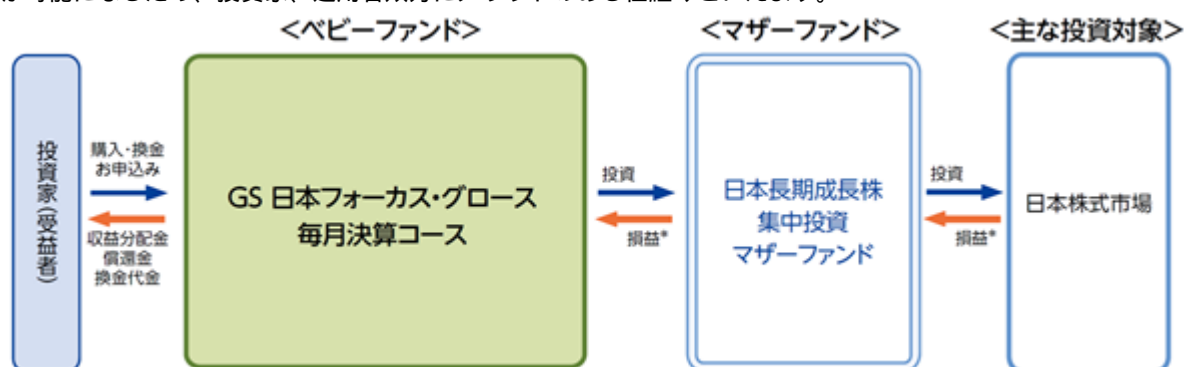 ＜ベビーファンド＞
＜マザーファンド＞
＜主な投資対象＞
投資家（受益者）
購入・換金
お申込み
収益分配金
償還金
換金代金
GS 日本フォーカス・グロース
毎月決算コース
投資
損益*
日本長期成長株
集中投資
マザーファンド
投資
損益*
日本株式市場